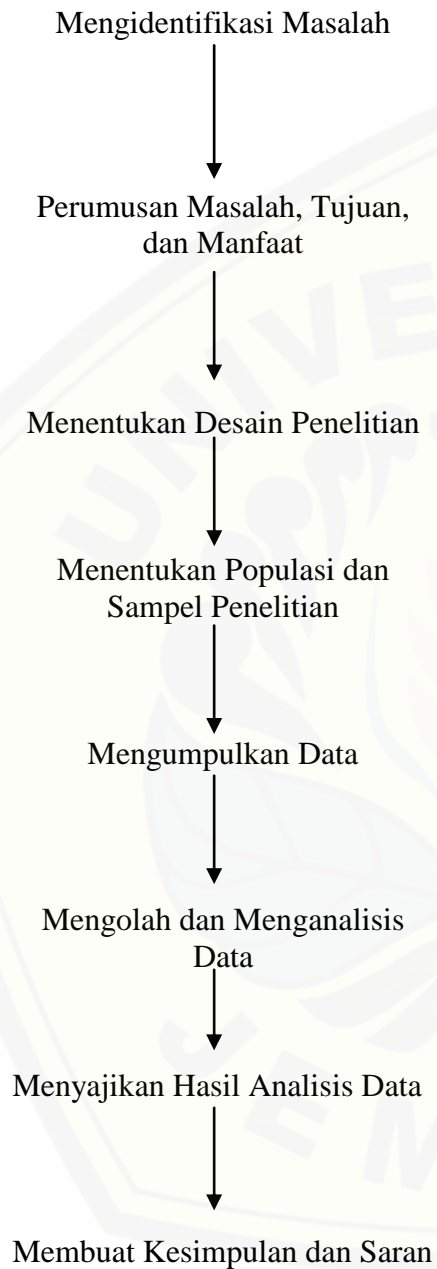 Mengidentifikasi Masalah
Perumusan Masalah, Tujuan,
dan Manfaat
Menentukan Desain Penelitian
Menentukan Populasi dan
Sampel Penelitian
Mengumpulkan Data
Mengolah dan Menganalisis
Data
Menyajikan Hasil Analisis Data
Membuat Kesimpulan dan Saran